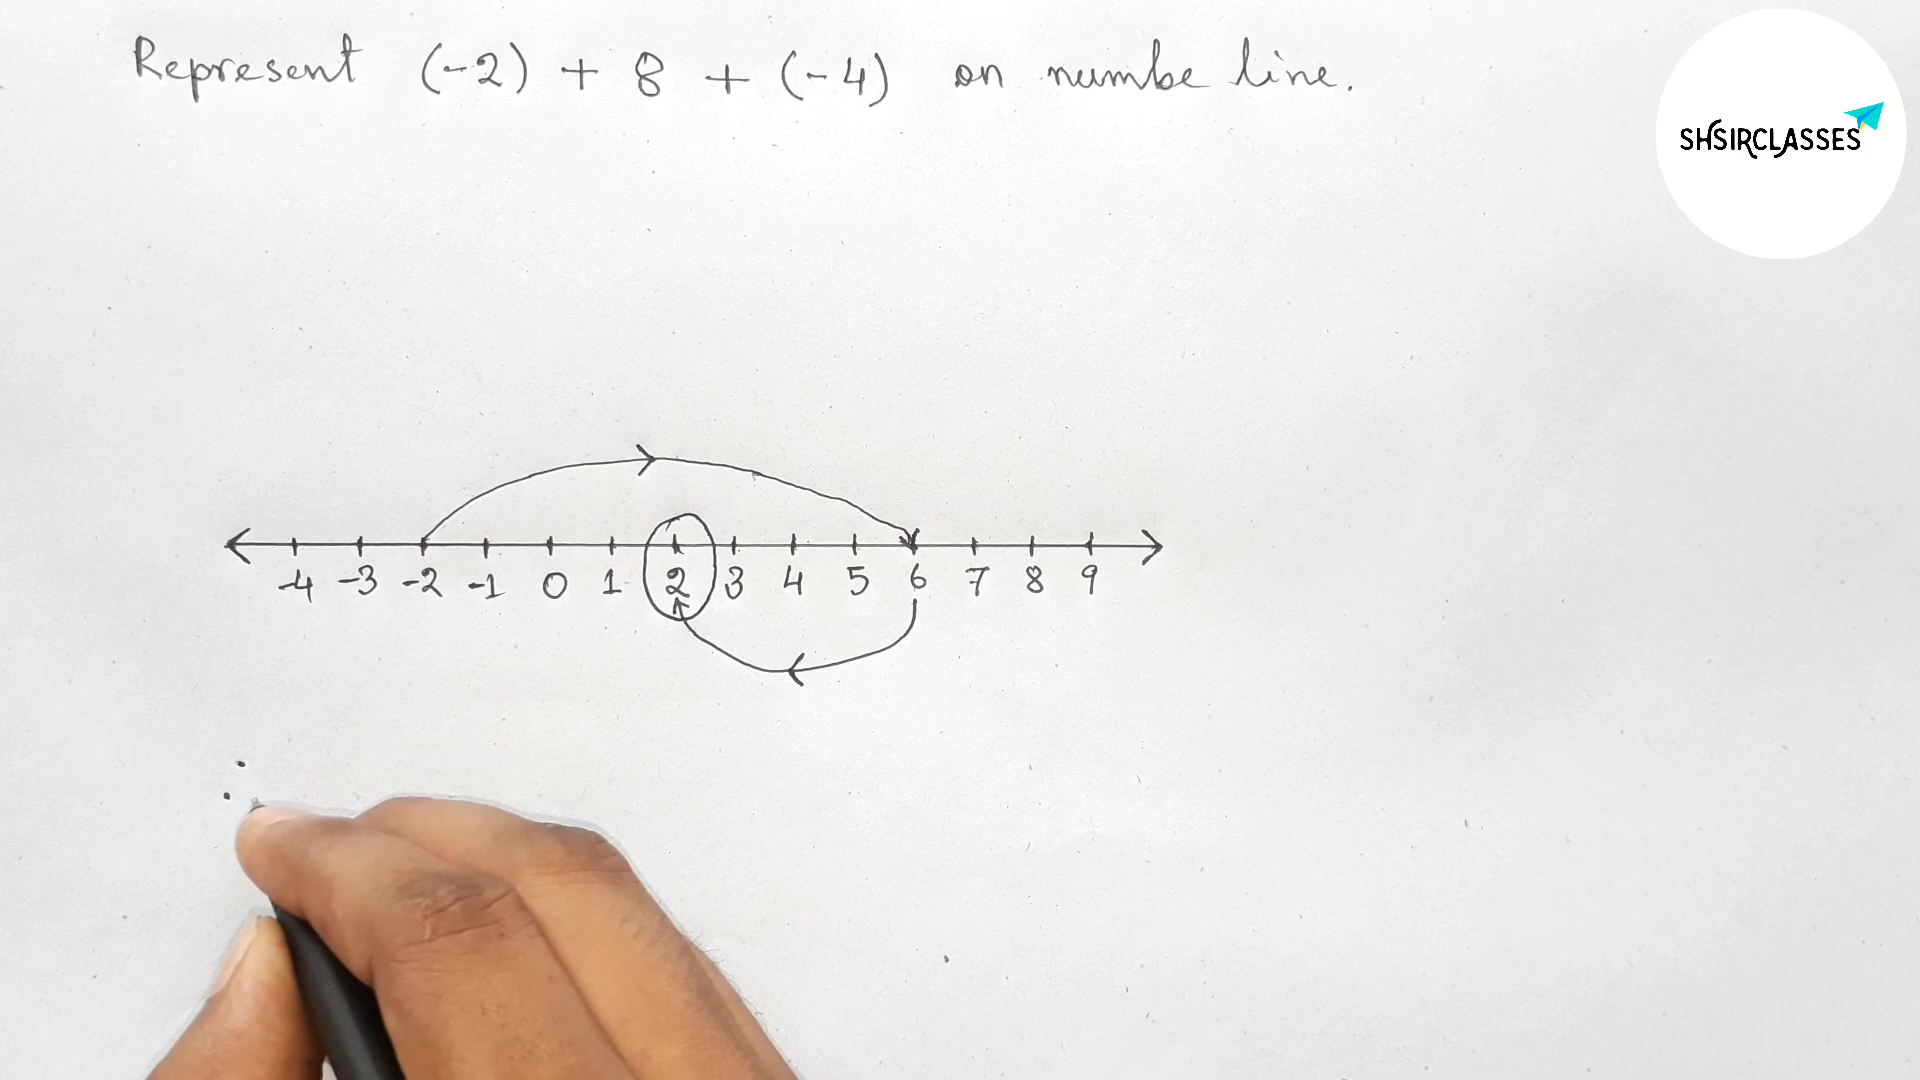 Represent (-2) + 8 + (-4) on numbe line.
SHSIRCLASSES
-4 -3 -2 -1 0 1 2 3 4 5 6 7 8 9